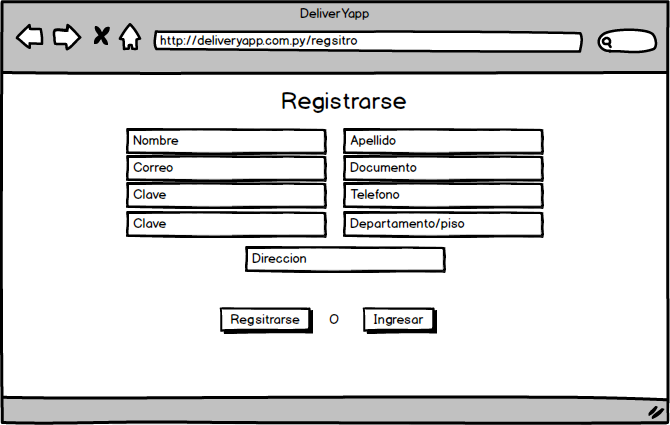 DeliverYapp
http://deliveryapp.com.py/regsitro
Registrarse
Nombre Apellido
Correo Documento
Clave Telefono
Clave Departamento/piso
Direccion
Regsitrarse O Ingresar